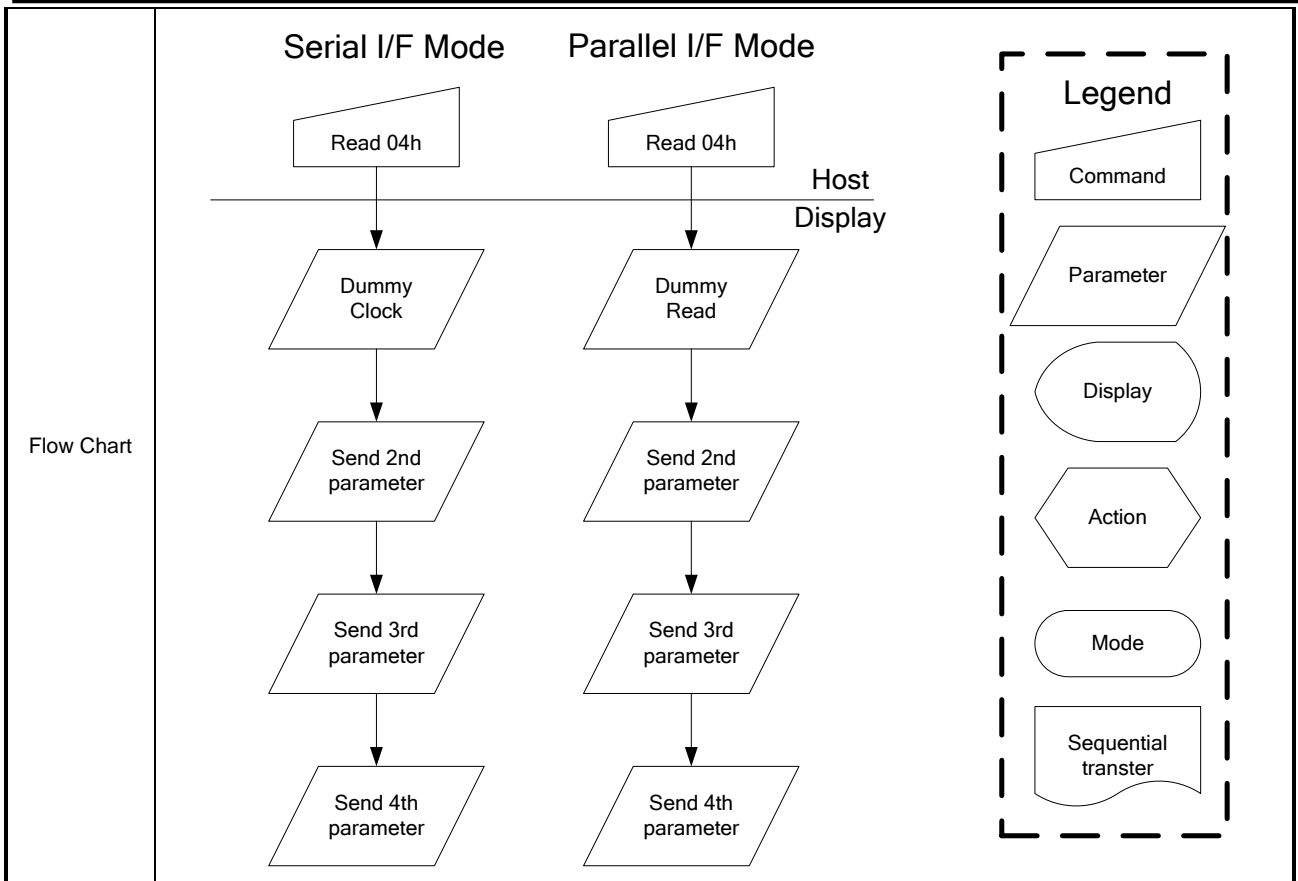 Flow Chart
Serial I/F Mode
Parallel I/F Mode
Read 04h
Read 04h
Host
Display
Dummy
Clock
Dummy
Read
Send 2nd
parameter
Send 2nd
parameter
Send 3rd
parameter
Send 3rd
parameter
Send 4th
parameter
Send 4th
parameter
Legend
Command
Parameter
Display
Action
Mode
Sequential
transter